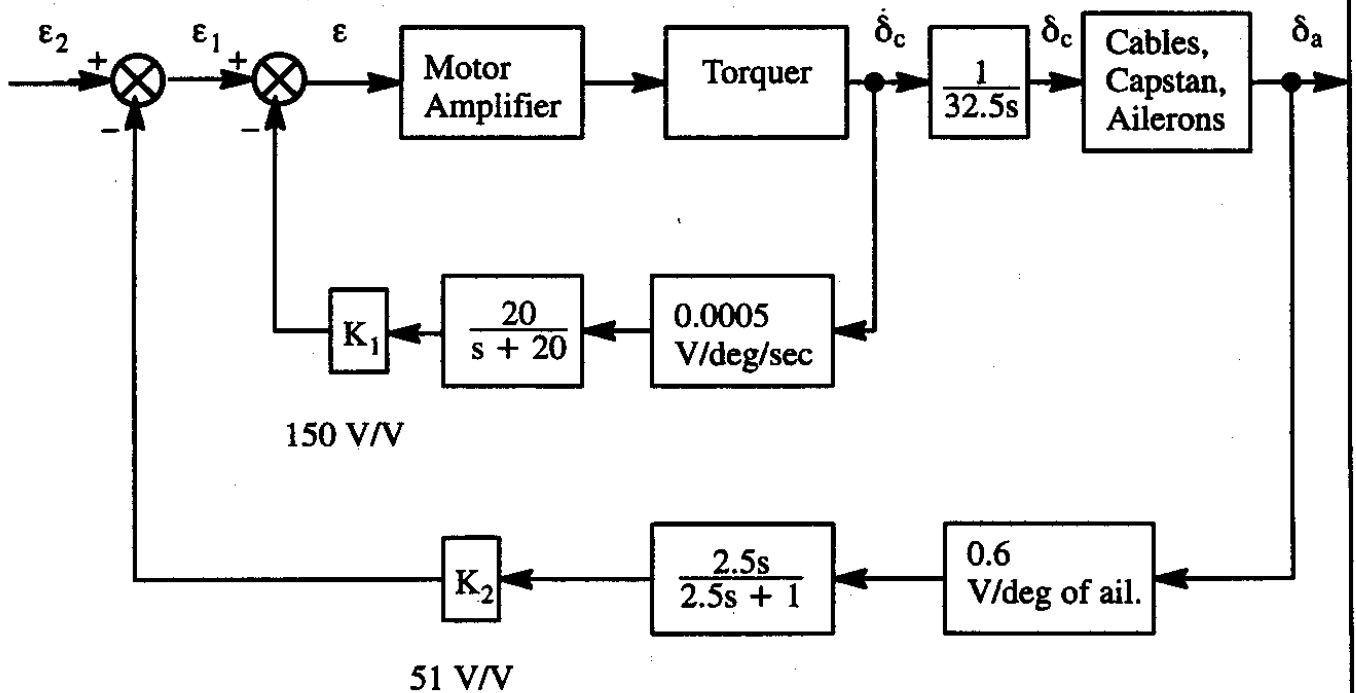 ε₂ + − ε₁ + − ε
Motor
Amplifier
Torquer
δ̇c
1
32.5s
δc
Cables,
Capstan,
Ailerons
δa
K₁
20
s + 20
0.0005
V/deg/sec
150 V/V
K₂
2.5s
2.5s + 1
0.6
V/deg of ail.
51 V/V